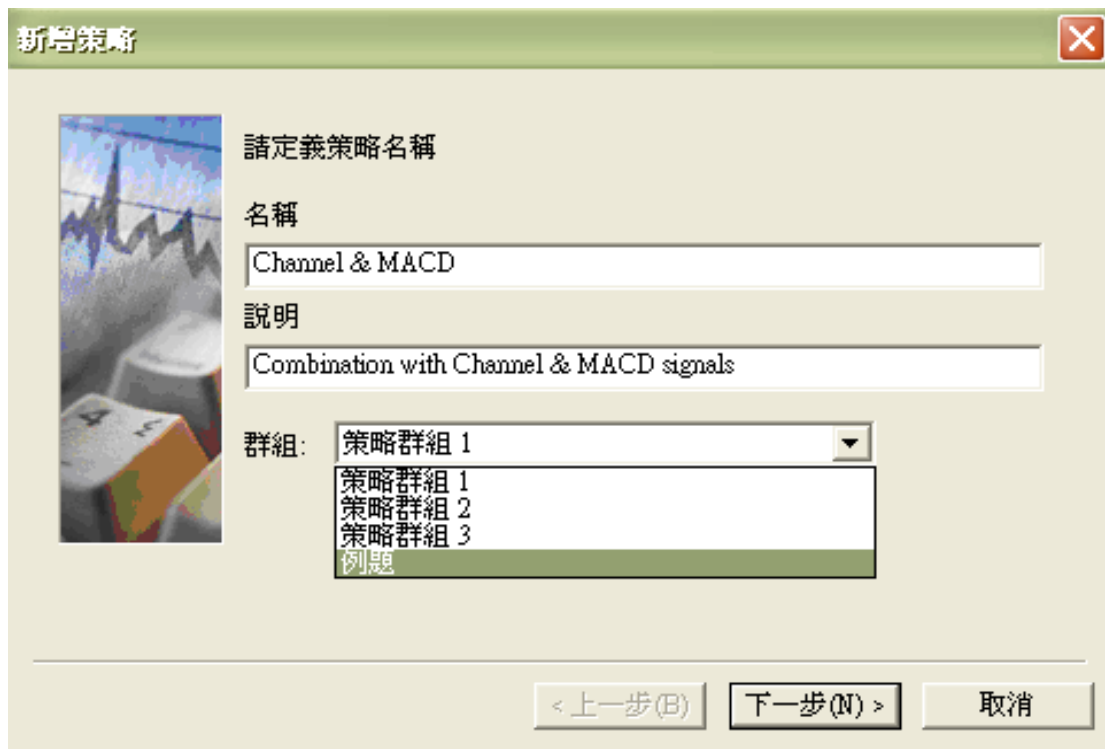 新增策略
請定義策略名稱
名稱
Channel & MACD
說明
Combination with Channel & MACD signals
群組: 策略群組 1
策略群組 1
策略群組 2
策略群組 3
例題
< 上一步(B) 下一步(N) > 取消